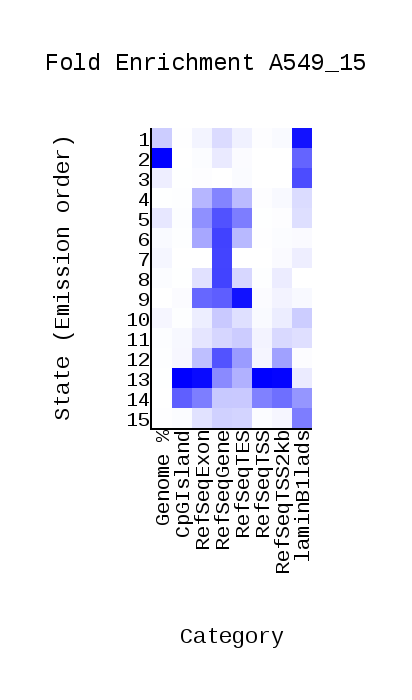 Fold Enrichment A549_15
State (Emission order)
1
2
3
4
5
6
7
8
9
10
11
12
13
14
15
Genome %
CpGIsland
RefSeqExon
RefSeqGene
RefSeqTES
RefSeqTSS
RefSeqTSS2kb
laminB1lads
Category